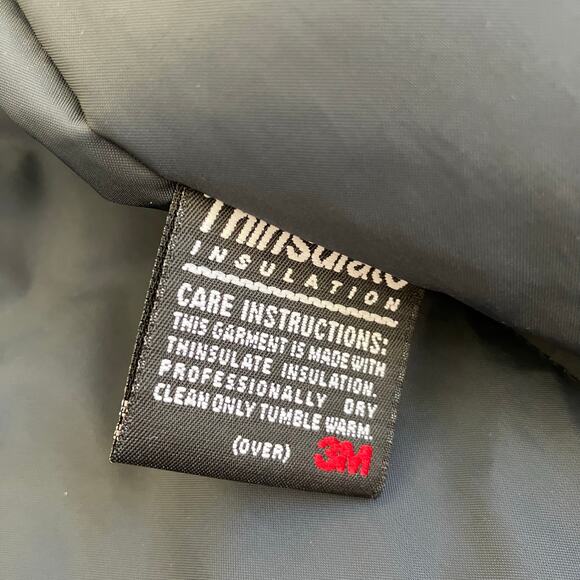 Thinsulate
INSULATION
CARE INSTRUCTIONS:
THIS GARMENT IS MADE WITH
THINSULATE INSULATION.
PROFESSIONALLY DRY
CLEAN ONLY TUMBLE WARM.
(OVER) 3M